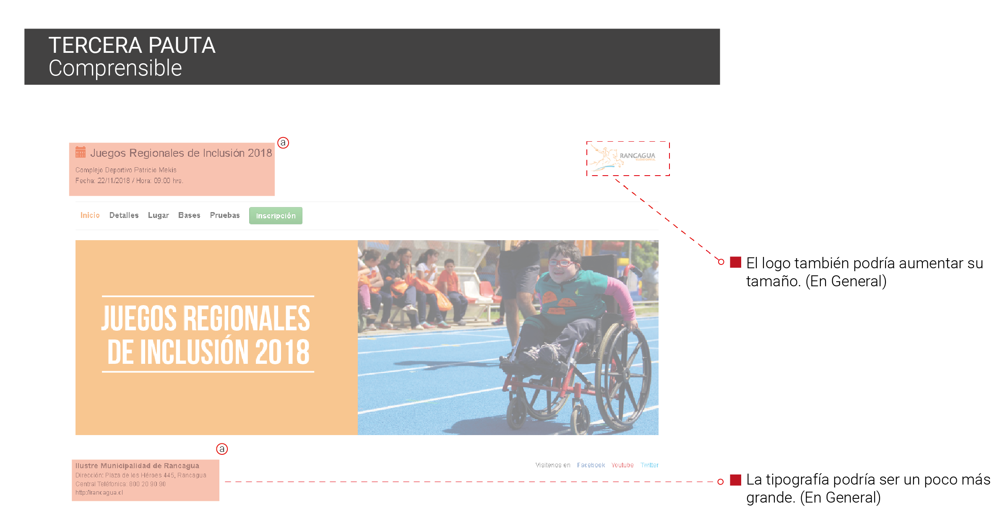 TERCERA PAUTA
Comprensible
a
Juegos Regionales de Inclusión 2018
Complejo Deportivo Patricio Mekis
Fecha: 22/11/2018 / Hora: 09:00 hrs.
RANCAGUA
CIUDAD CAPITAL
Inicio Detalles Lugar Bases Pruebas Inscripción
El logo también podría aumentar su
tamaño. (En General)
JUEGOS REGIONALES
DE INCLUSIÓN 2018
a
Ilustre Municipalidad de Rancagua
Dirección: Plaza de los Héroes 445, Rancagua
Central Teléfonica: 800 20 90 90
http://rancagua.cl
Visitenos en Facebook Youtube Twitter
La tipografía podría ser un poco más
grande. (En General)